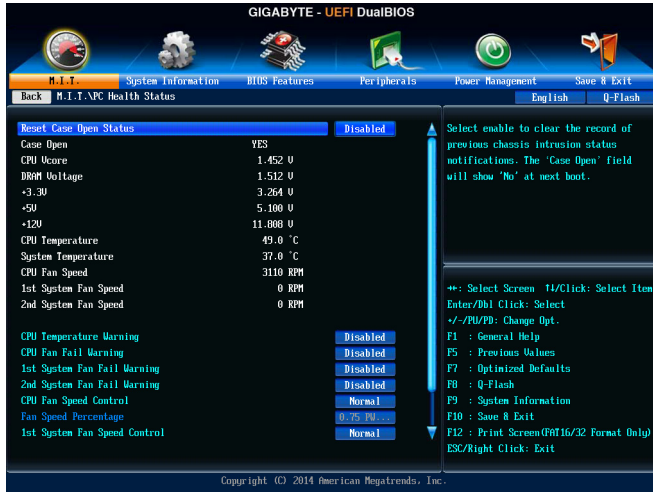 GIGABYTE - UEFI DualBIOS
M.I.T. System Information BIOS Features Peripherals Power Management Save & Exit
Back M.I.T.\PC Health Status English Q-Flash
Reset Case Open Status Disabled
Case Open YES
CPU Vcore 1.452 V
DRAM Voltage 1.512 V
+3.3V 3.264 V
+5V 5.100 V
+12V 11.808 V
CPU Temperature 49.0 °C
System Temperature 37.0 °C
CPU Fan Speed 3110 RPM
1st System Fan Speed 0 RPM
2nd System Fan Speed 0 RPM
CPU Temperature Warning Disabled
CPU Fan Fail Warning Disabled
1st System Fan Fail Warning Disabled
2nd System Fan Fail Warning Disabled
CPU Fan Speed Control Normal
Fan Speed Percentage 0.75 PW...
1st System Fan Speed Control Normal
Select enable to clear the record of
previous chassis intrusion status
notifications. The 'Case Open' field
will show 'No' at next boot.
→←: Select Screen ↑↓/Click: Select Item
Enter/Dbl Click: Select
+/-/PU/PD: Change Opt.
F1 : General Help
F5 : Previous Values
F7 : Optimized Defaults
F8 : Q-Flash
F9 : System Information
F10 : Save & Exit
F12 : Print Screen(FAT16/32 Format Only)
ESC/Right Click: Exit
Copyright (C) 2014 American Megatrends, Inc.